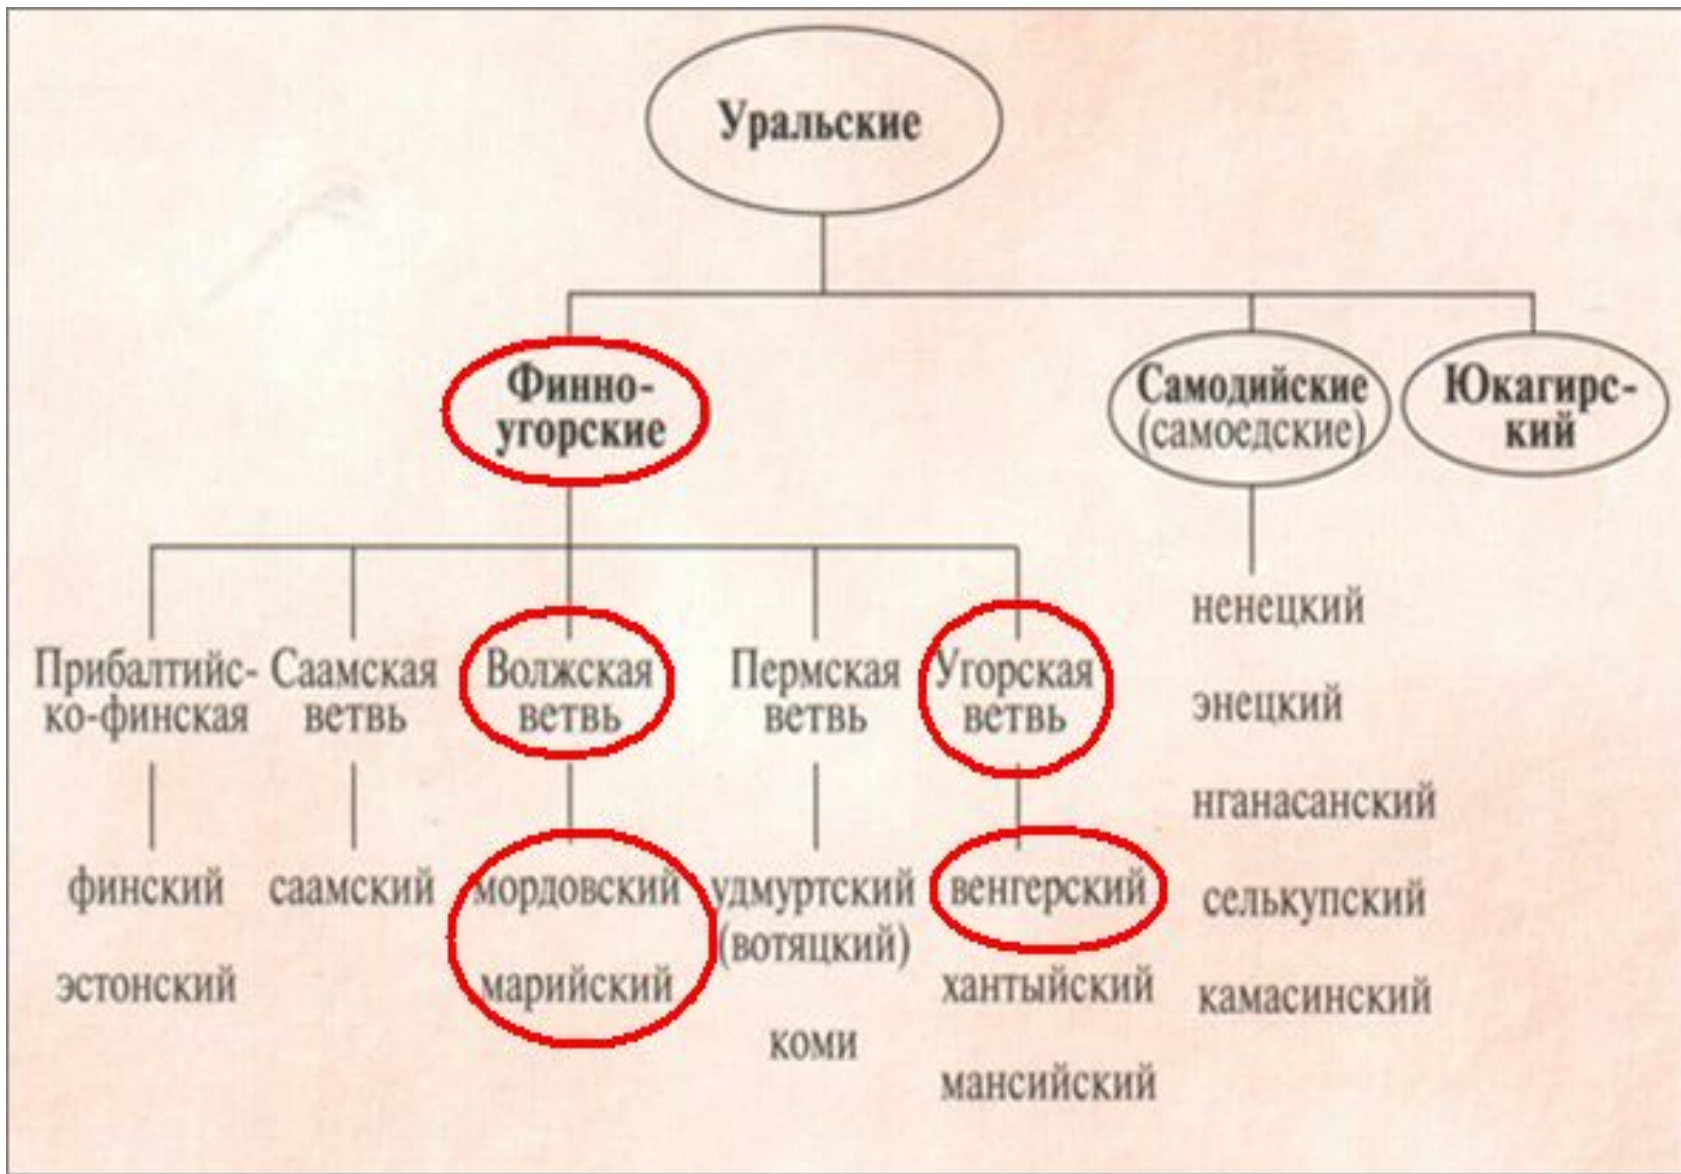 Уральские
Финно-
угорские
Самодийские
(самоедские)
Юкагирс-
кий
Прибалтийс-
ко-финская
Саамская
ветвь
Волжская
ветвь
Пермская
ветвь
Угорская
ветвь
финский
эстонский
саамский
мордовский
марийский
удмуртский
(вотяцкий)
коми
венгерский
хантыйский
мансийский
ненецкий
энецкий
нганасанский
селькупский
камасинский